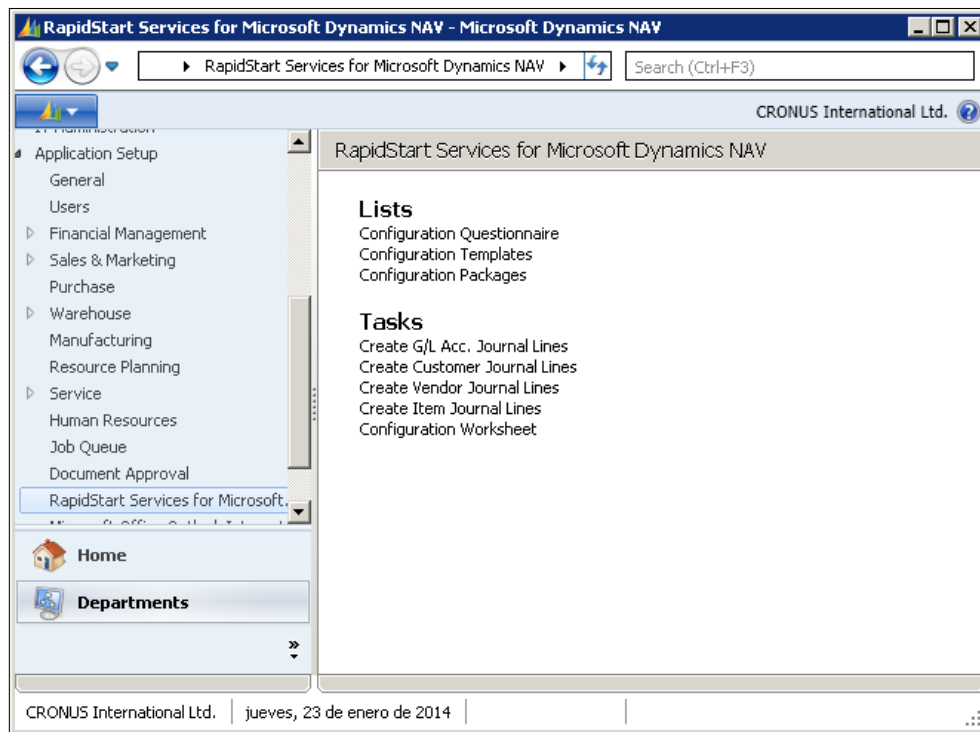 RapidStart Services for Microsoft Dynamics NAV - Microsoft Dynamics NAV
RapidStart Services for Microsoft Dynamics NAV
Search (Ctrl+F3)
CRONUS International Ltd.
IT Administration
Application Setup
General
Users
Financial Management
Sales & Marketing
Purchase
Warehouse
Manufacturing
Resource Planning
Service
Human Resources
Job Queue
Document Approval
RapidStart Services for Microsoft.
Home
Departments
RapidStart Services for Microsoft Dynamics NAV
Lists
Configuration Questionnaire
Configuration Templates
Configuration Packages
Tasks
Create G/L Acc. Journal Lines
Create Customer Journal Lines
Create Vendor Journal Lines
Create Item Journal Lines
Configuration Worksheet
CRONUS International Ltd.
jueves, 23 de enero de 2014